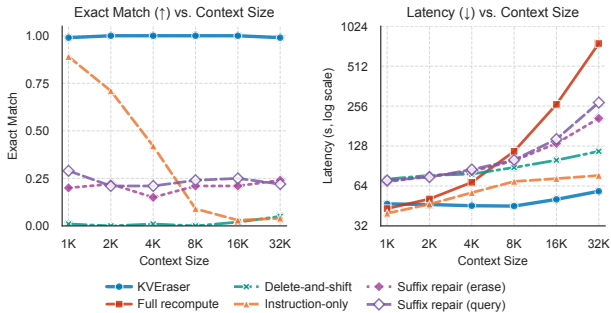 Exact Match (↑) vs. Context Size
Exact Match
1.00
0.75
0.50
0.25
0.00
1K 2K 4K 8K 16K 32K
Context Size
Latency (↓) vs. Context Size
Latency (s, log scale)
1024
512
256
128
64
32
1K 2K 4K 8K 16K 32K
Context Size
KVEraser Delete-and-shift Suffix repair (erase)
Full recompute Instruction-only Suffix repair (query)